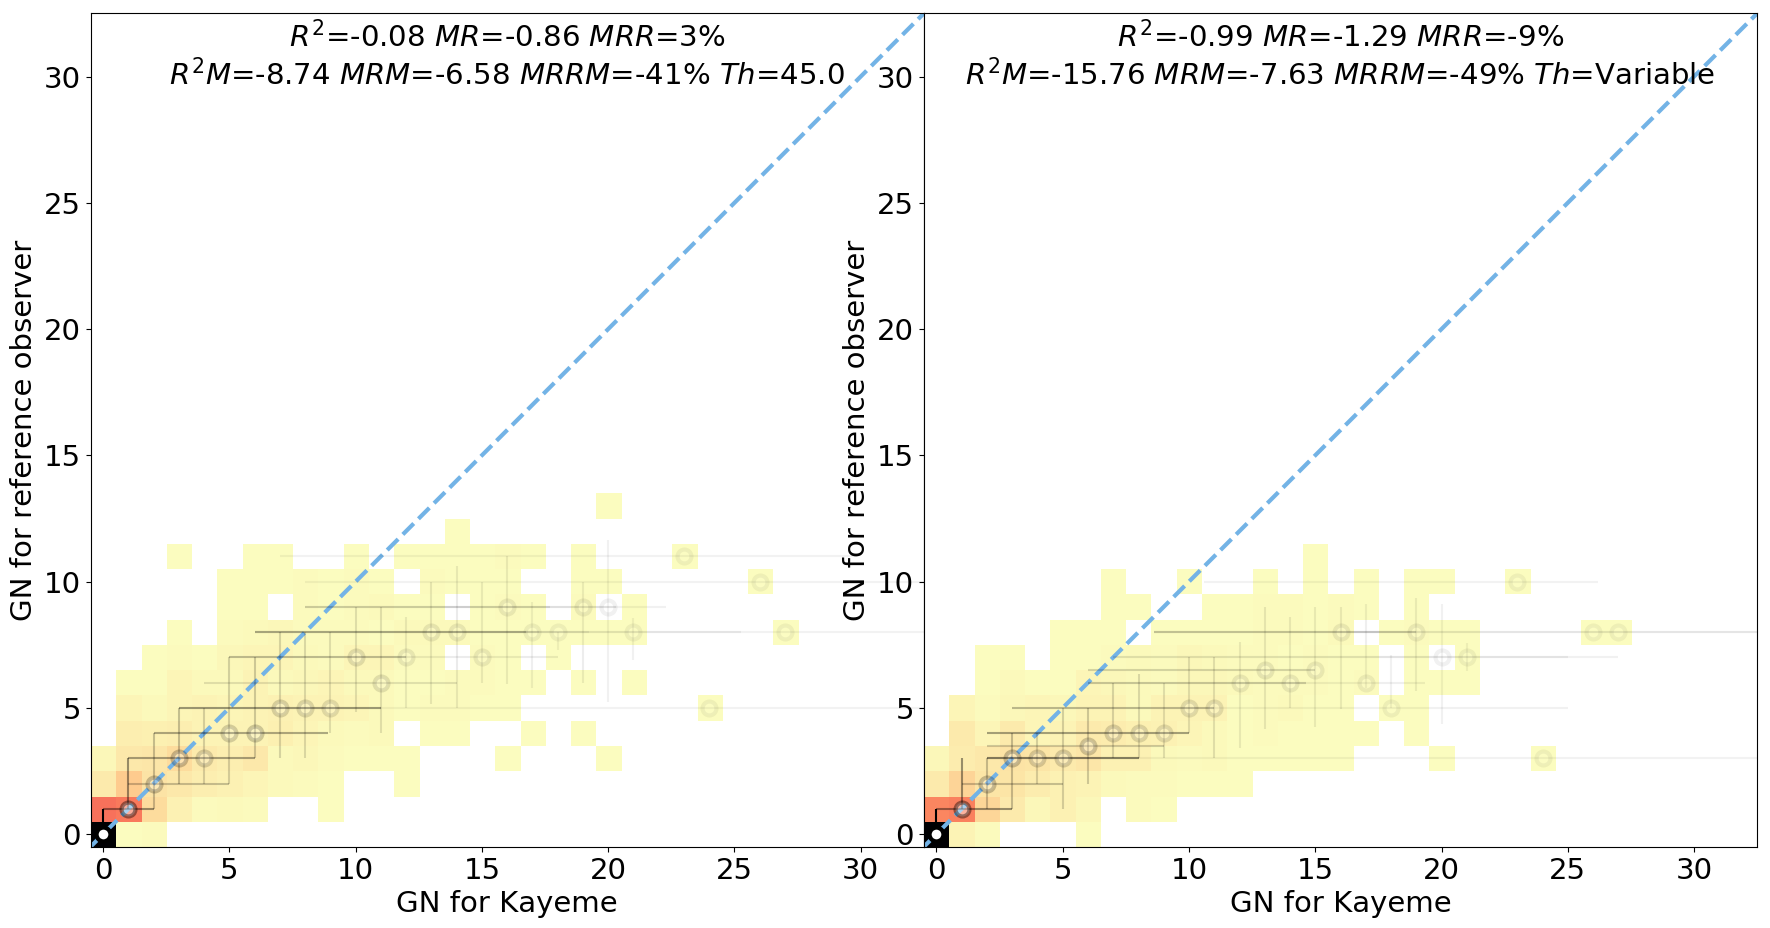 R²=-0.08 MR=-0.86 MRR=3%
R²M=-8.74 MRM=-6.58 MRRM=-41% Th=45.0
GN for reference observer
30
25
20
15
10
5
0
0 5 10 15 20 25 30
GN for Kayeme
R²=-0.99 MR=-1.29 MRR=-9%
R²M=-15.76 MRM=-7.63 MRRM=-49% Th=Variable
GN for reference observer
30
25
20
15
10
5
0
0 5 10 15 20 25 30
GN for Kayeme